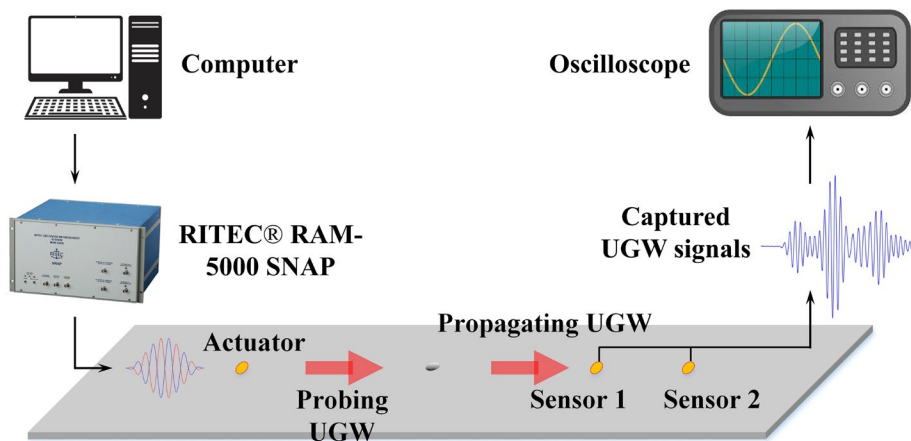 Computer
Oscilloscope
RITEC® RAM-
5000 SNAP
Captured
UGW signals
Propagating UGW
Actuator
Probing
UGW
Sensor 1
Sensor 2